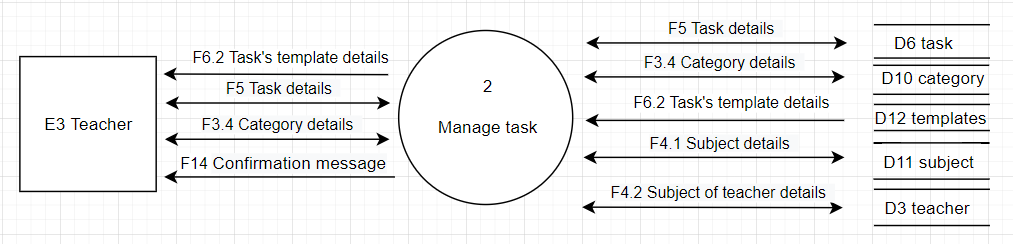 E3 Teacher
F6.2 Task's template details
F5 Task details
F3.4 Category details
F14 Confirmation message
2
Manage task
F5 Task details
F3.4 Category details
F6.2 Task's template details
F4.1 Subject details
F4.2 Subject of teacher details
D6 task
D10 category
D12 templates
D11 subject
D3 teacher